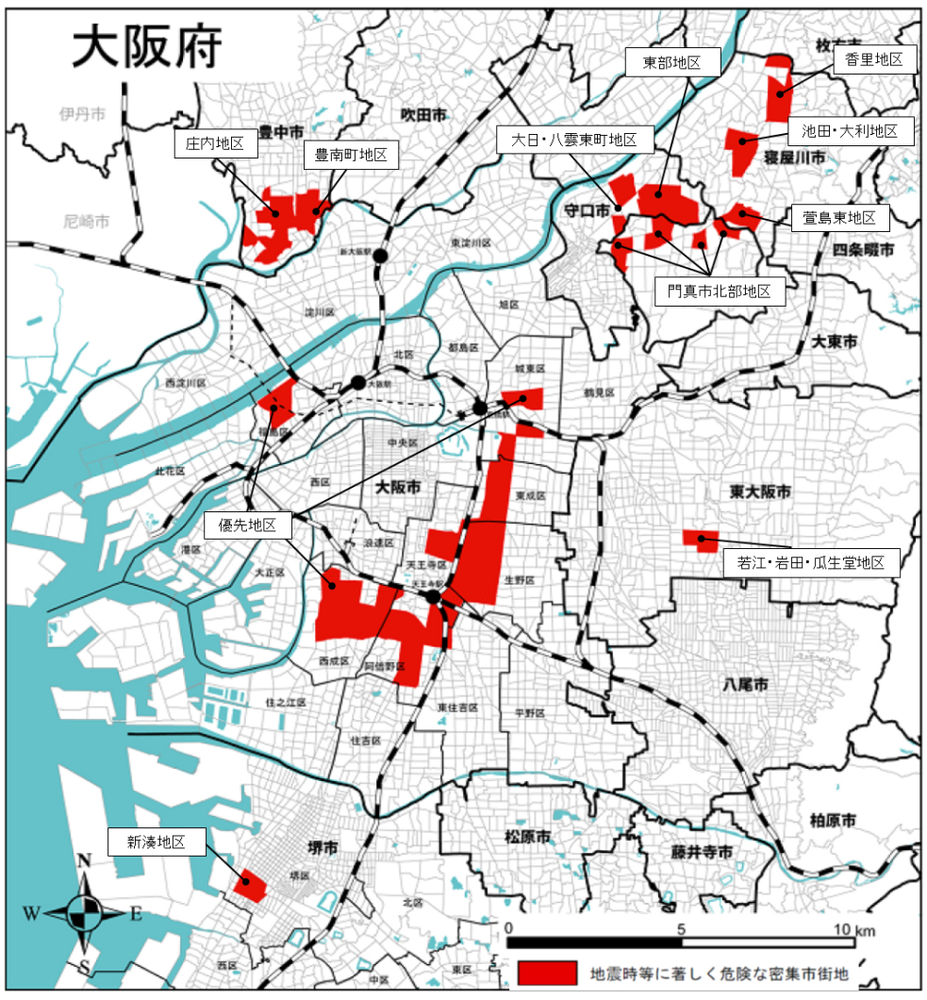 大阪府
枚方市
東部地区
香里地区
伊丹市
吹田市
豊中市
庄内地区
豊南町地区
大日・八雲東町地区
池田・大利地区
寝屋川市
尼崎市
守口市
萱島東地区
新大阪駅
東淀川区
四条畷市
門真市北部地区
淀川区
旭区
大東市
都島区
北区
城東区
西淀川区
大阪駅
鶴見区
福島区
中央区
此花区
西区
大阪市
東成区
東大阪市
優先地区
港区
浪速区
若江・岩田・瓜生堂地区
大正区
天王寺区
天王寺駅
生野区
西成区
阿倍野区
八尾市
住之江区
東住吉区
平野区
住吉区
柏原市
新湊地区
堺市
松原市
藤井寺市
N
堺区
W
E
北区
S
0
5
10 km
西区
中区
東区
地震時等に著しく危険な密集市街地